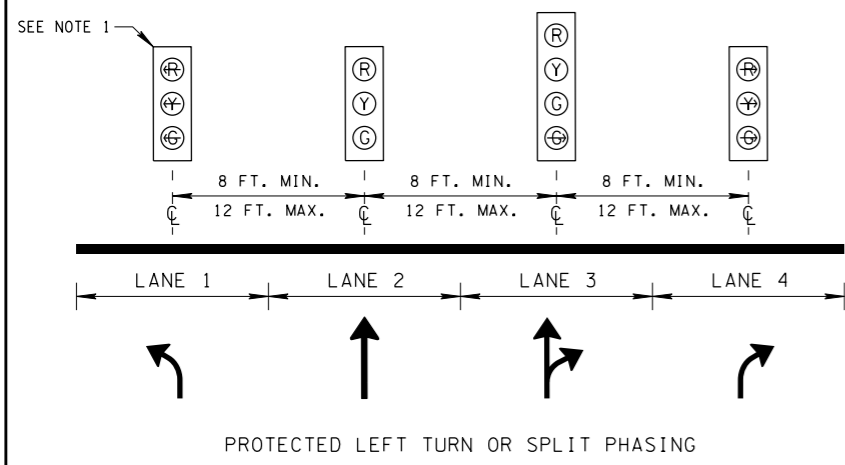 SEE NOTE 1
R R R R
Y Y Y Y
G G G G
G
8 FT. MIN. 8 FT. MIN. 8 FT. MIN.
12 FT. MAX. 12 FT. MAX. 12 FT. MAX.
℄ ℄ ℄ ℄
LANE 1 LANE 2 LANE 3 LANE 4
PROTECTED LEFT TURN OR SPLIT PHASING